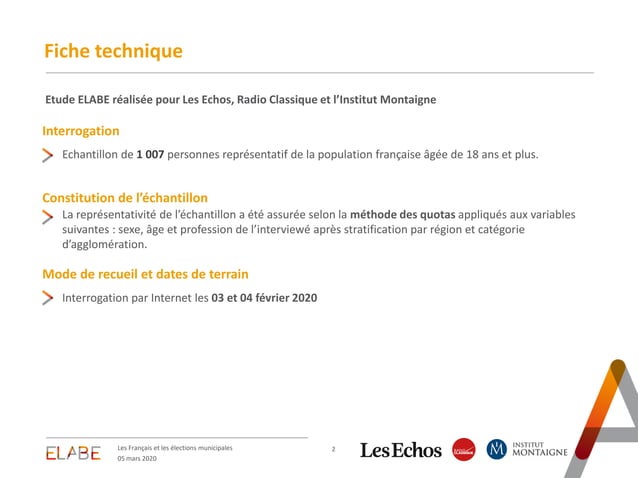 Fiche technique
Etude ELABE réalisée pour Les Echos, Radio Classique et l’Institut Montaigne
Interrogation
Echantillon de 1 007 personnes représentatif de la population française âgée de 18 ans et plus.
Constitution de l’échantillon
La représentativité de l’échantillon a été assurée selon la méthode des quotas appliqués aux variables
suivantes : sexe, âge et profession de l’interviewé après stratification par région et catégorie
d’agglomération.
Mode de recueil et dates de terrain
Interrogation par Internet les 03 et 04 février 2020
ELABE
Les Français et les élections municipales
05 mars 2020
2
Les Echos
RADIO
CLASSIQUE
INSTITUT
MONTAIGNE